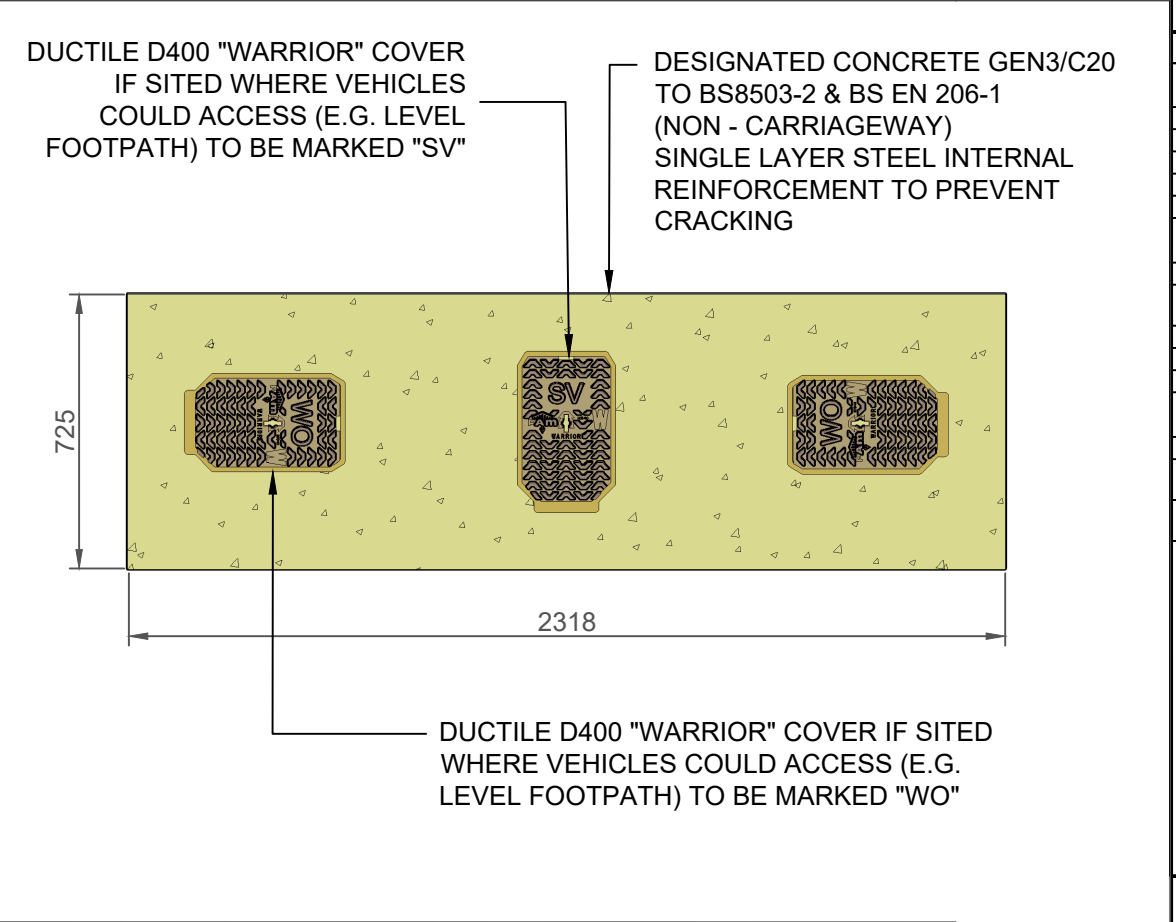 DUCTILE D400 "WARRIOR" COVER
IF SITED WHERE VEHICLES
COULD ACCESS (E.G. LEVEL
FOOTPATH) TO BE MARKED "SV"
DESIGNATED CONCRETE GEN3/C20
TO BS8503-2 & BS EN 206-1
(NON - CARRIAGEWAY)
SINGLE LAYER STEEL INTERNAL
REINFORCEMENT TO PREVENT
CRACKING
725
WO
W
WARRIOR
SV
W
WARRIOR
WO
W
WARRIOR
2318
DUCTILE D400 "WARRIOR" COVER IF SITED
WHERE VEHICLES COULD ACCESS (E.G.
LEVEL FOOTPATH) TO BE MARKED "WO"